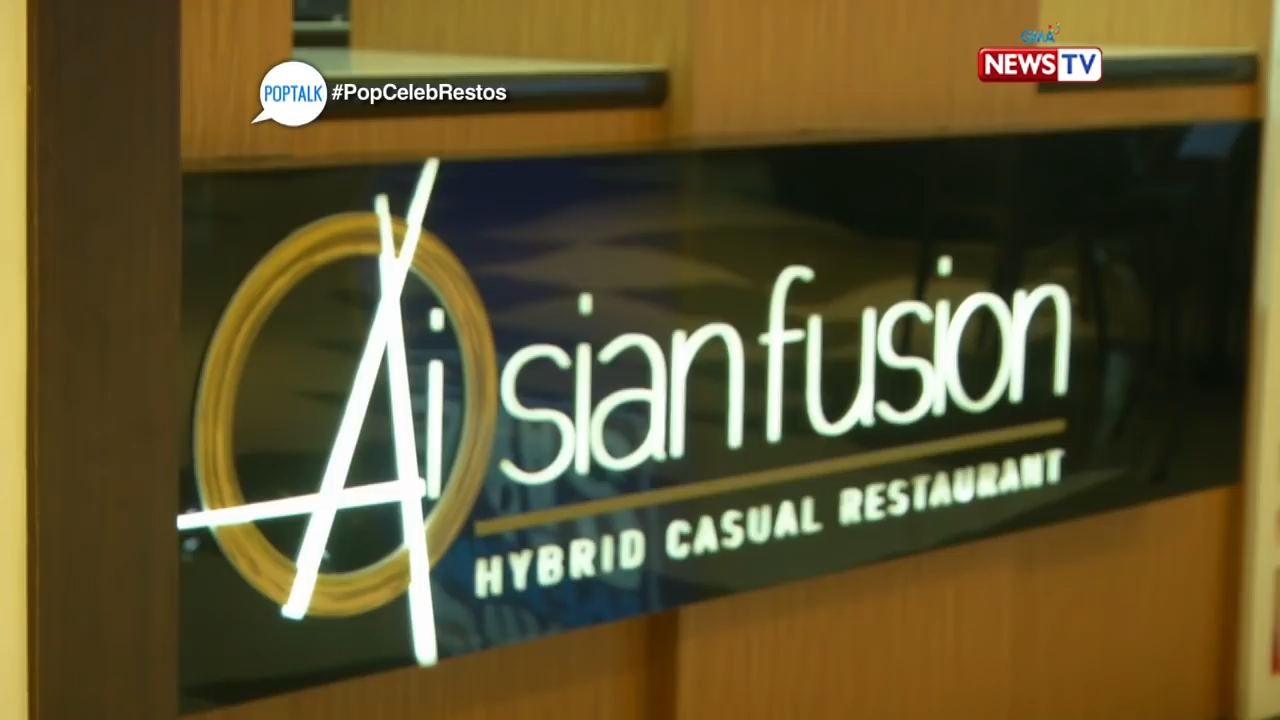 GMA
NEWS TV
POPTALK #PopCelebRestos
Aisian fusion
HYBRID CASUAL RESTAURANT